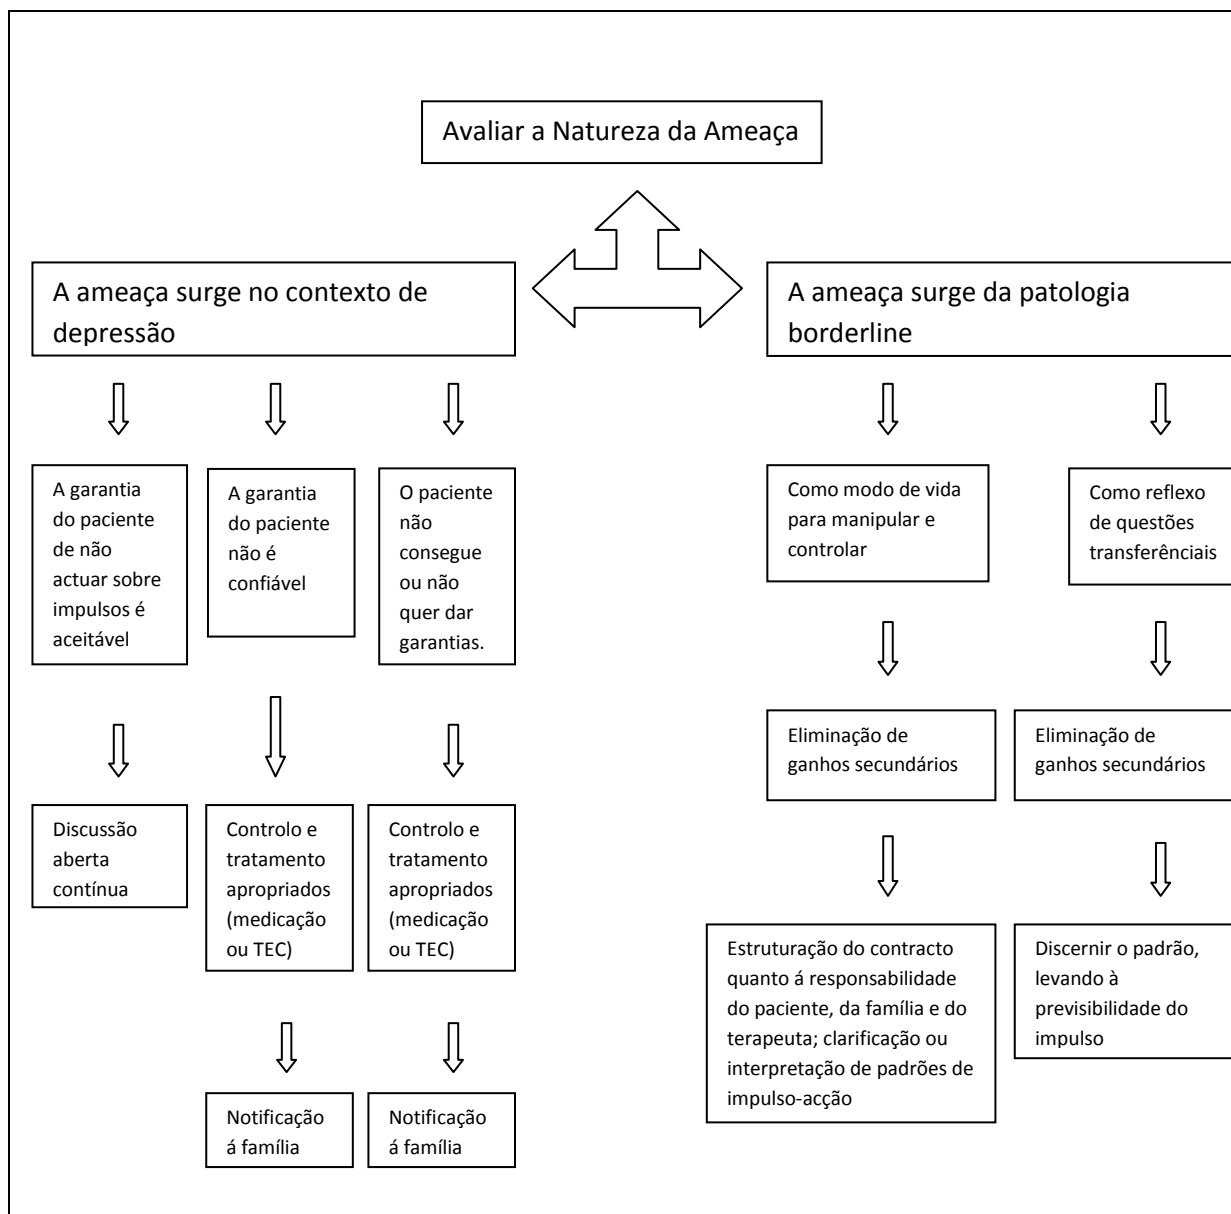 Avaliar a Natureza da Ameaça
A ameaça surge no contexto de
depressão
A ameaça surge da patologia
borderline
A garantia
do paciente
de não
actuar sobre
impulsos é
aceitável
A garantia
do paciente
não é
confiável
O paciente
não
consegue
ou não
quer dar
garantias.
Como modo de vida
para manipular e
controlar
Como reflexo
de questões
transferênciais
Eliminação de
ganhos secundários
Eliminação de
ganhos secundários
Discussão
aberta
contínua
Controlo e
tratamento
apropriados
(medicação
ou TEC)
Controlo e
tratamento
apropriados
(medicação
ou TEC)
Estruturação do contracto
quanto á responsabilidade
do paciente, da família e do
terapeuta; clarificação ou
interpretação de padrões de
impulso-acção
Discernir o padrão,
levando à
previsibilidade do
impulso
Notificação
á família
Notificação
á família